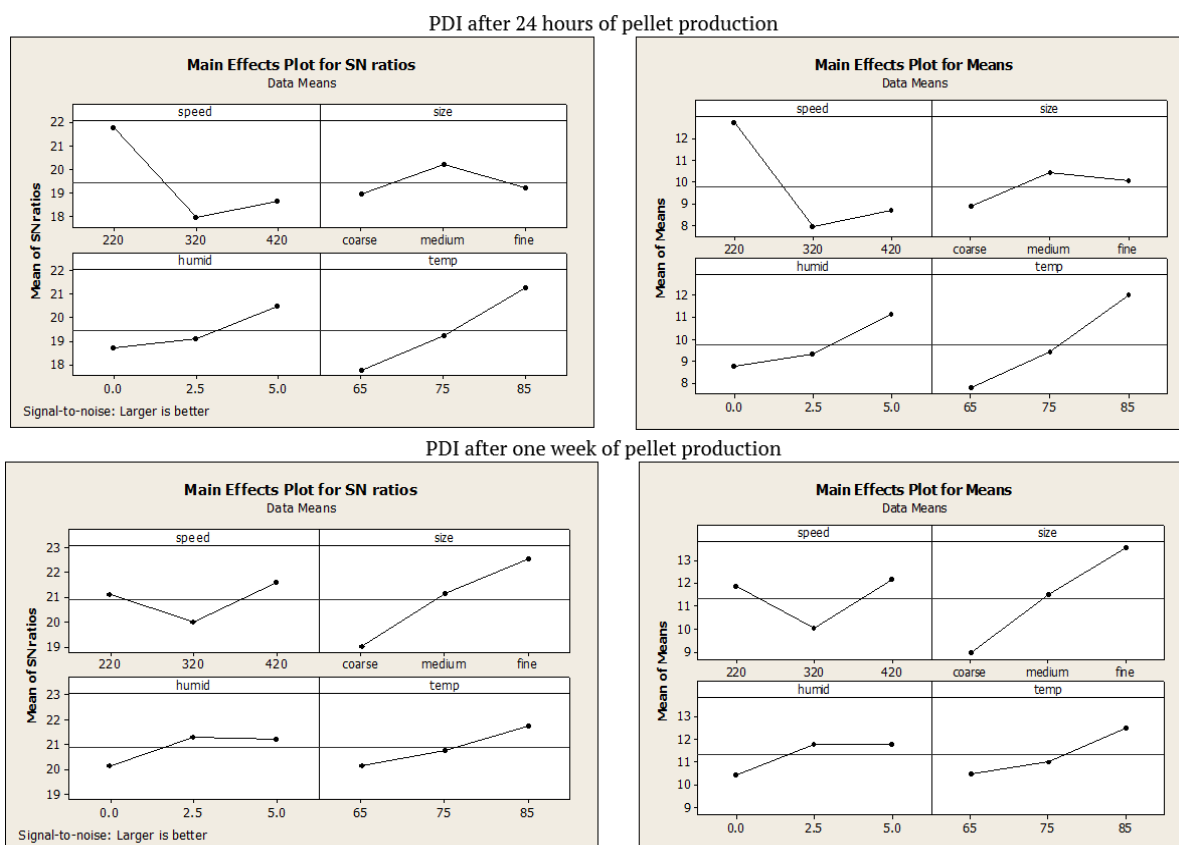 PDI after 24 hours of pellet production
Main Effects Plot for SN ratios
Data Means
speed size
22
21
20
19
18
220 320 420 coarse medium fine
humid temp
22
21
20
19
18
0.0 2.5 5.0 65 75 85
Mean of SN ratios
Signal-to-noise: Larger is better
Main Effects Plot for Means
Data Means
speed size
12
11
10
9
8
220 320 420 coarse medium fine
humid temp
12
11
10
9
8
0.0 2.5 5.0 65 75 85
Mean of Means
PDI after one week of pellet production
Main Effects Plot for SN ratios
Data Means
speed size
23
22
21
20
19
220 320 420 coarse medium fine
humid temp
23
22
21
20
19
0.0 2.5 5.0 65 75 85
Mean of SN ratios
Signal-to-noise: Larger is better
Main Effects Plot for Means
Data Means
speed size
13
12
11
10
9
220 320 420 coarse medium fine
humid temp
13
12
11
10
9
0.0 2.5 5.0 65 75 85
Mean of Means